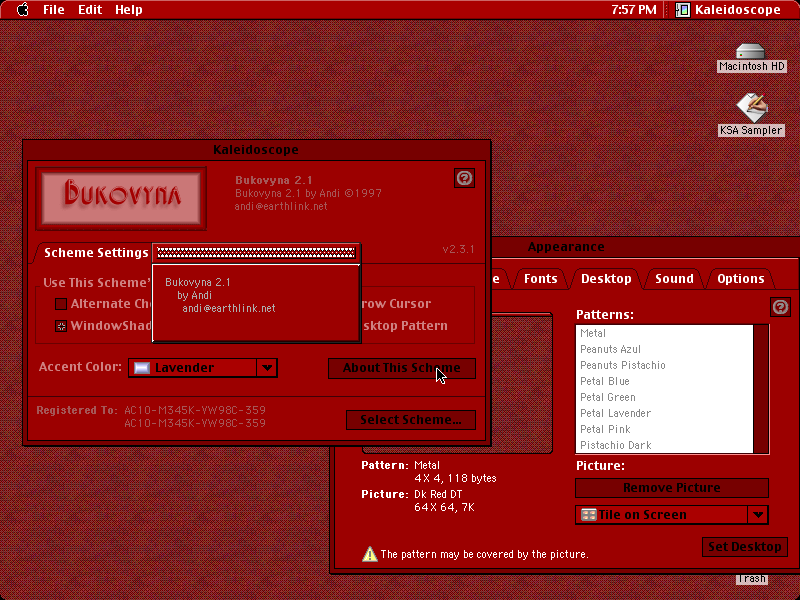 File Edit Help
7:57 PM Kaleidoscope
Macintosh HD
KSA Sampler
Kaleidoscope
Bukovyna
Bukovyna 2.1
Bukovyna 2.1 by Andi ©1997
andi@earthlink.net
Scheme Settings
v2.3.1
Bukovyna 2.1
by Andi
andi@earthlink.net
Use This Scheme'
Alternate Ch
row Cursor
WindowShad
sktop Pattern
Accent Color:
Lavender
About This Scheme
Registered To: AC10-M345K-YW98C-359
AC10-M345K-YW98C-359
Select Scheme...
Appearance
e
Fonts
Desktop
Sound
Options
Patterns:
Metal
Peanuts Azul
Peanuts Pistachio
Petal Blue
Petal Green
Petal Lavender
Petal Pink
Pistachio Dark
Pattern: Metal
4 X 4, 118 bytes
Picture: Dk Red DT
64 X 64, 7K
Picture:
Remove Picture
Tile on Screen
Set Desktop
The pattern may be covered by the picture.
Trash